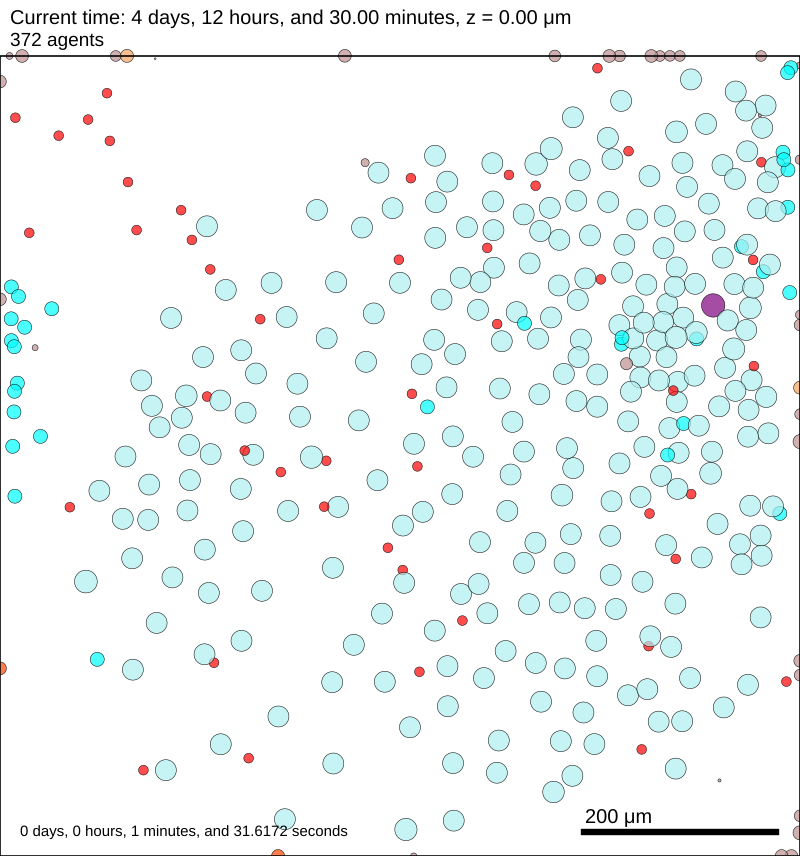 Current time: 4 days, 12 hours, and 30.00 minutes, z = 0.00 μm
372 agents
200 μm
0 days, 0 hours, 1 minutes, and 31.6172 seconds